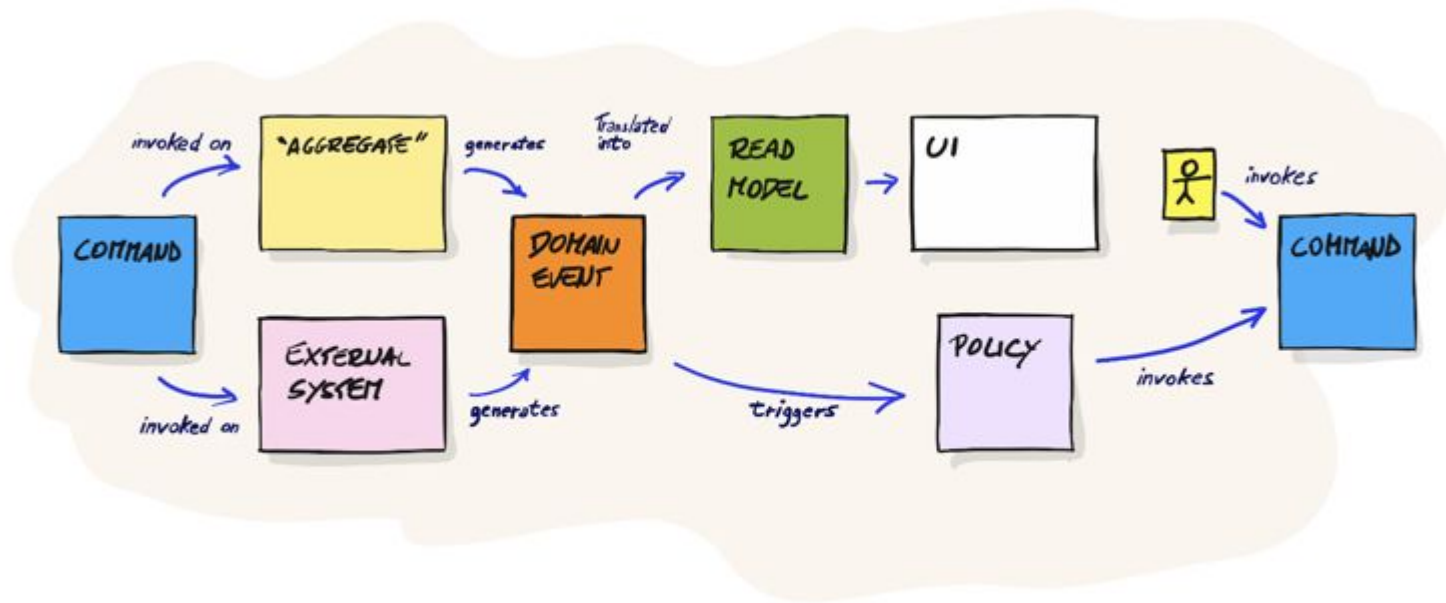 invoked on
"AGGREGATE"
generates
Translated
into
READ
MODEL
UI
invokes
COMMAND
DOMAIN
EVENT
COMMAND
EXTERNAL
SYSTEM
POLICY
invoked on
generates
triggers
invokes